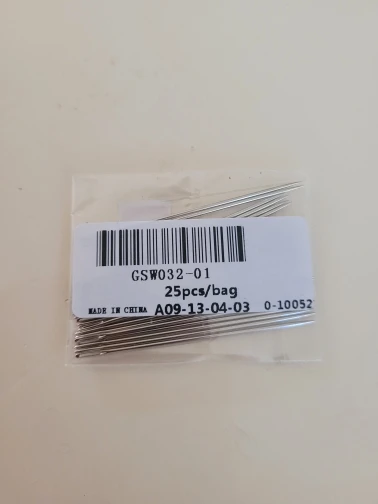 GSW032-01
25pcs/bag
MADE IN CHINA A09-13-04-03 0-10052